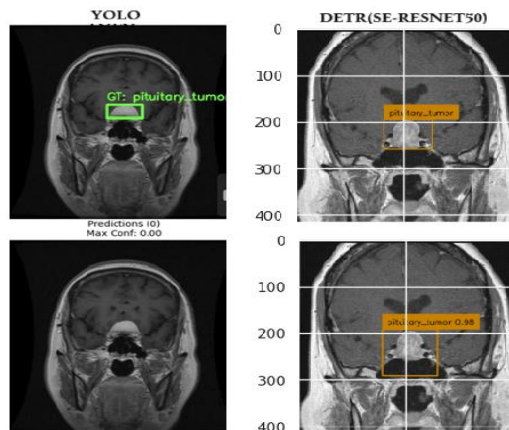 YOLO
GT: pituitary_tumo
Predictions (0)
Max Conf: 0.00
DETR(SE-RESNET50)
0
100
200
300
400
pituitary_tumor
0
100
200
300
400
pituitary_tumor 0.98